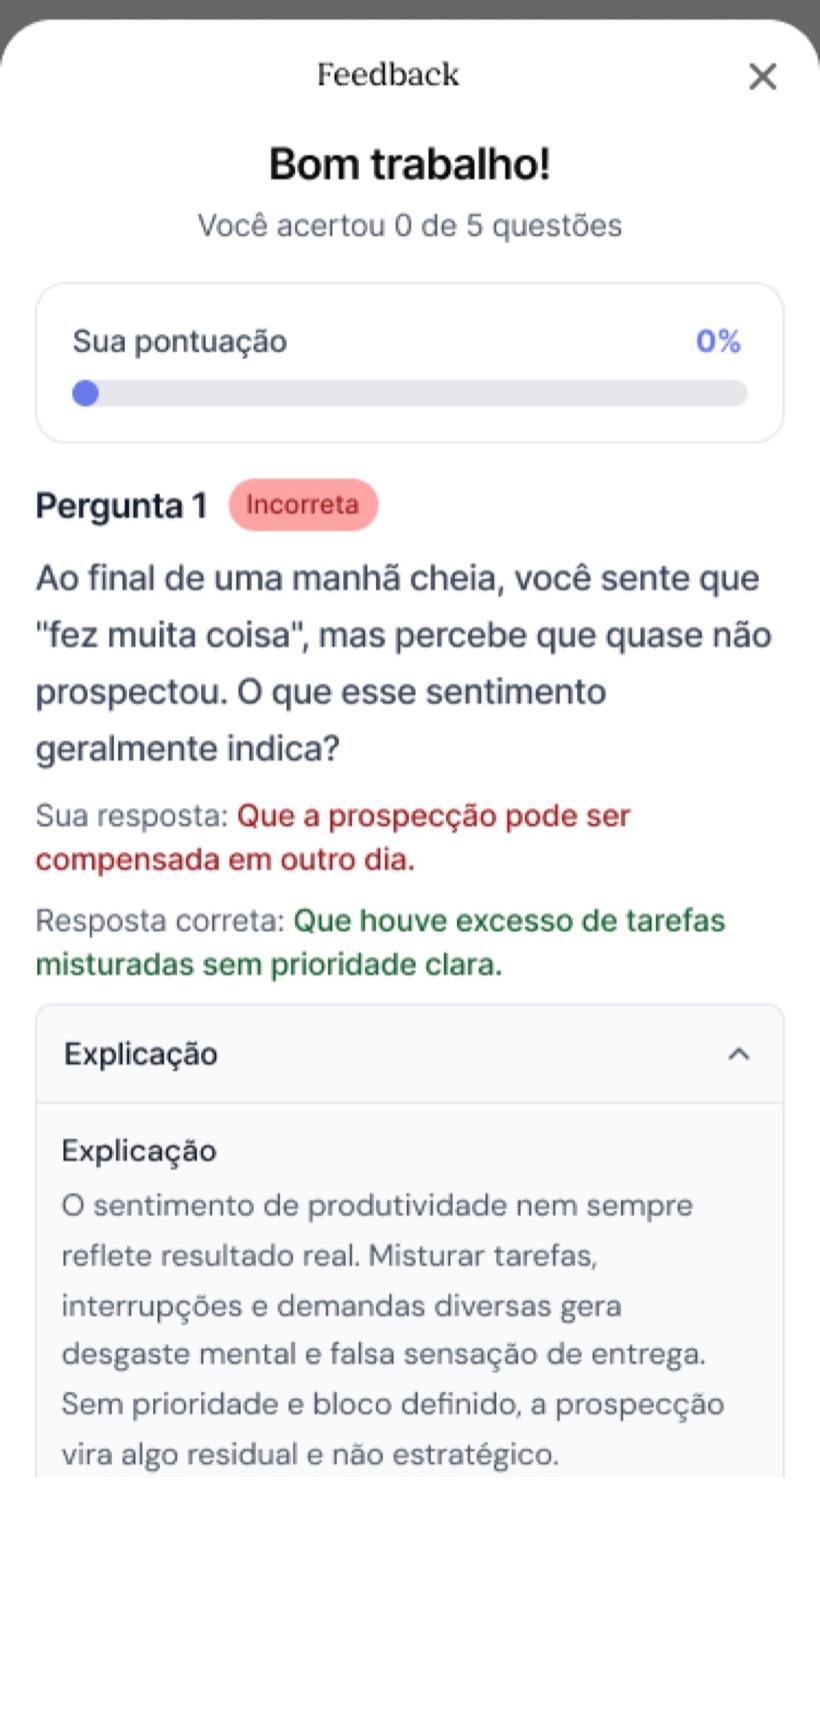 Feedback
Bom trabalho!
Você acertou 0 de 5 questões
Sua pontuação 0%
Pergunta 1 Incorreta
Ao final de uma manhã cheia, você sente que
"fez muita coisa", mas percebe que quase não
prospectou. O que esse sentimento
geralmente indica?
Sua resposta: Que a prospecção pode ser
compensada em outro dia.
Resposta correta: Que houve excesso de tarefas
misturadas sem prioridade clara.
Explicação
Explicação
O sentimento de produtividade nem sempre
reflete resultado real. Misturar tarefas,
interrupções e demandas diversas gera
desgaste mental e falsa sensação de entrega.
Sem prioridade e bloco definido, a prospecção
vira algo residual e não estratégico.